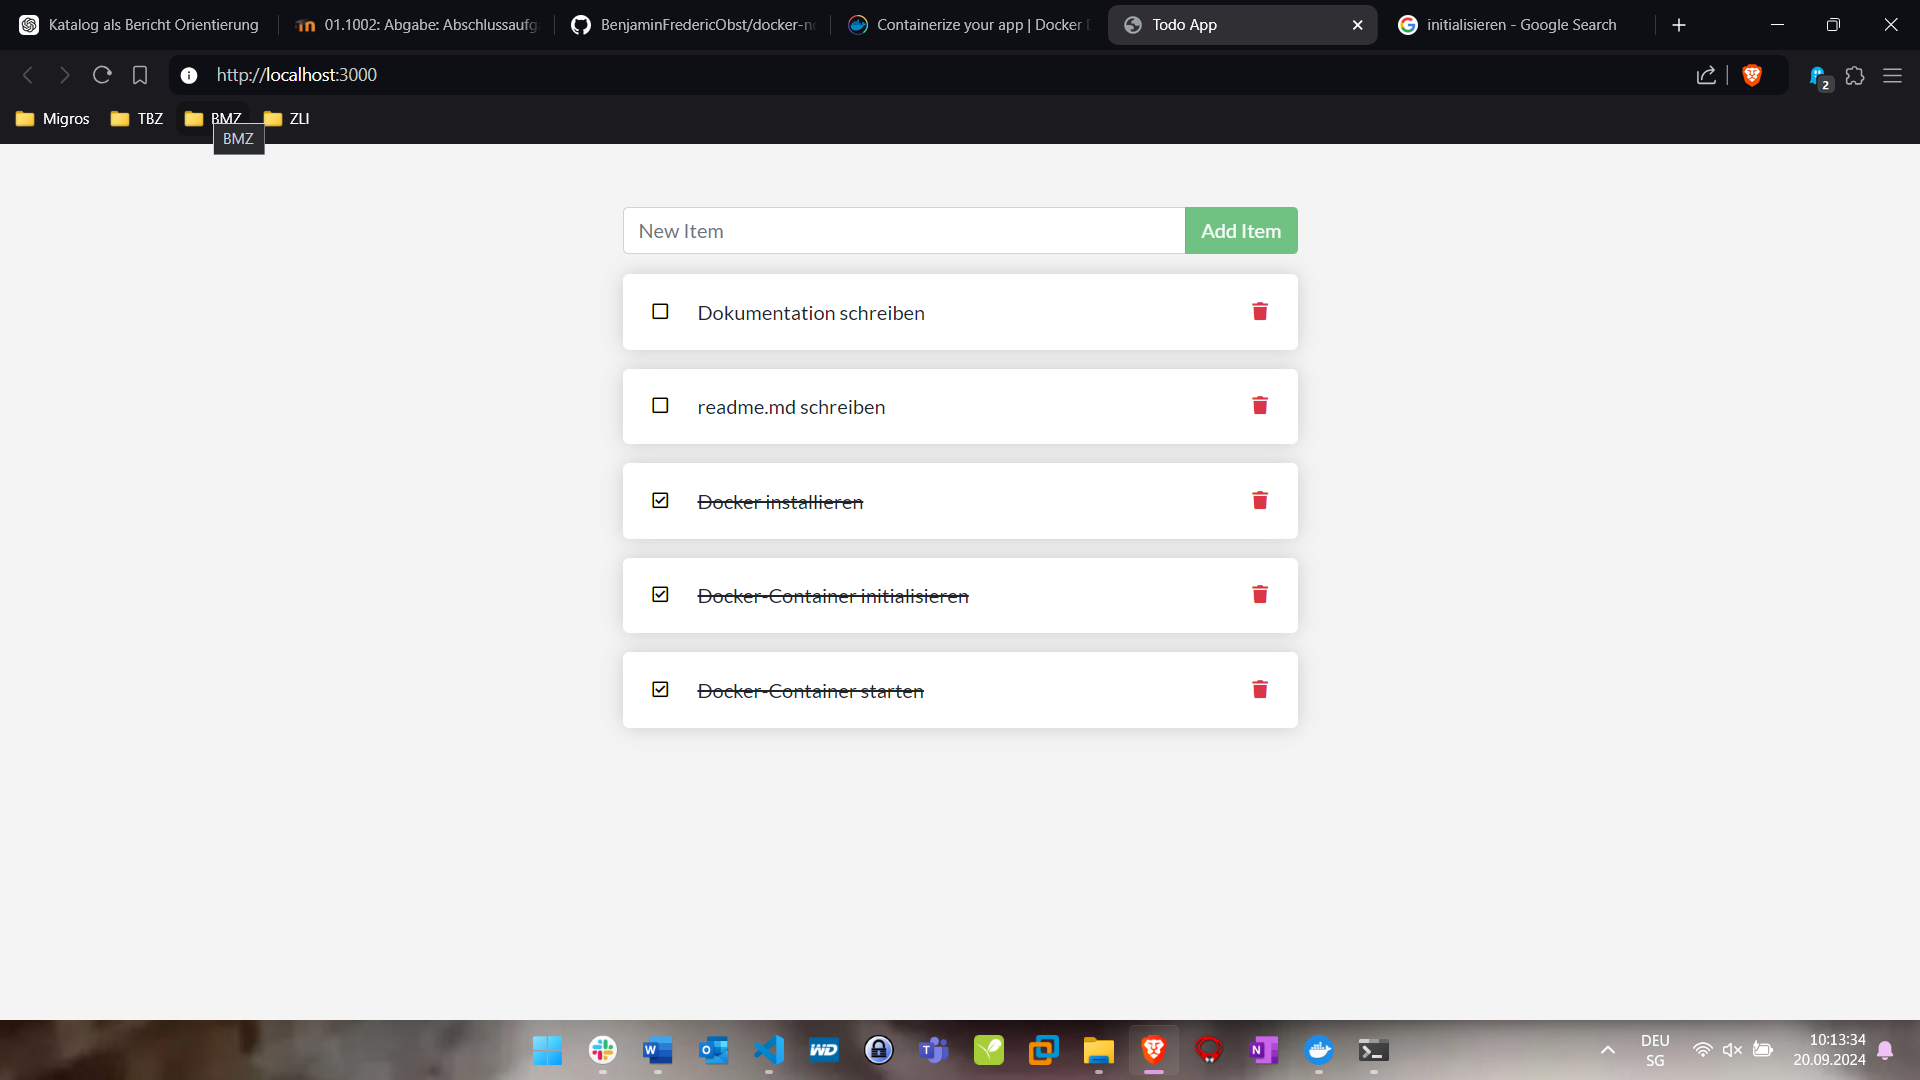 Katalog als Bericht Orientierung
01.1002: Abgabe: Abschlussaufg
BenjaminFredericObst/docker-no
Containerize your app | Docker D
Todo App
initialisieren - Google Search
http://localhost:3000
2
Migros
TBZ
BMZ
ZLI
BMZ
New Item
Add Item
Dokumentation schreiben
readme.md schreiben
Docker installieren
Docker-Container initialisieren
Docker-Container starten
DEU
SG
10:13:34
20.09.2024